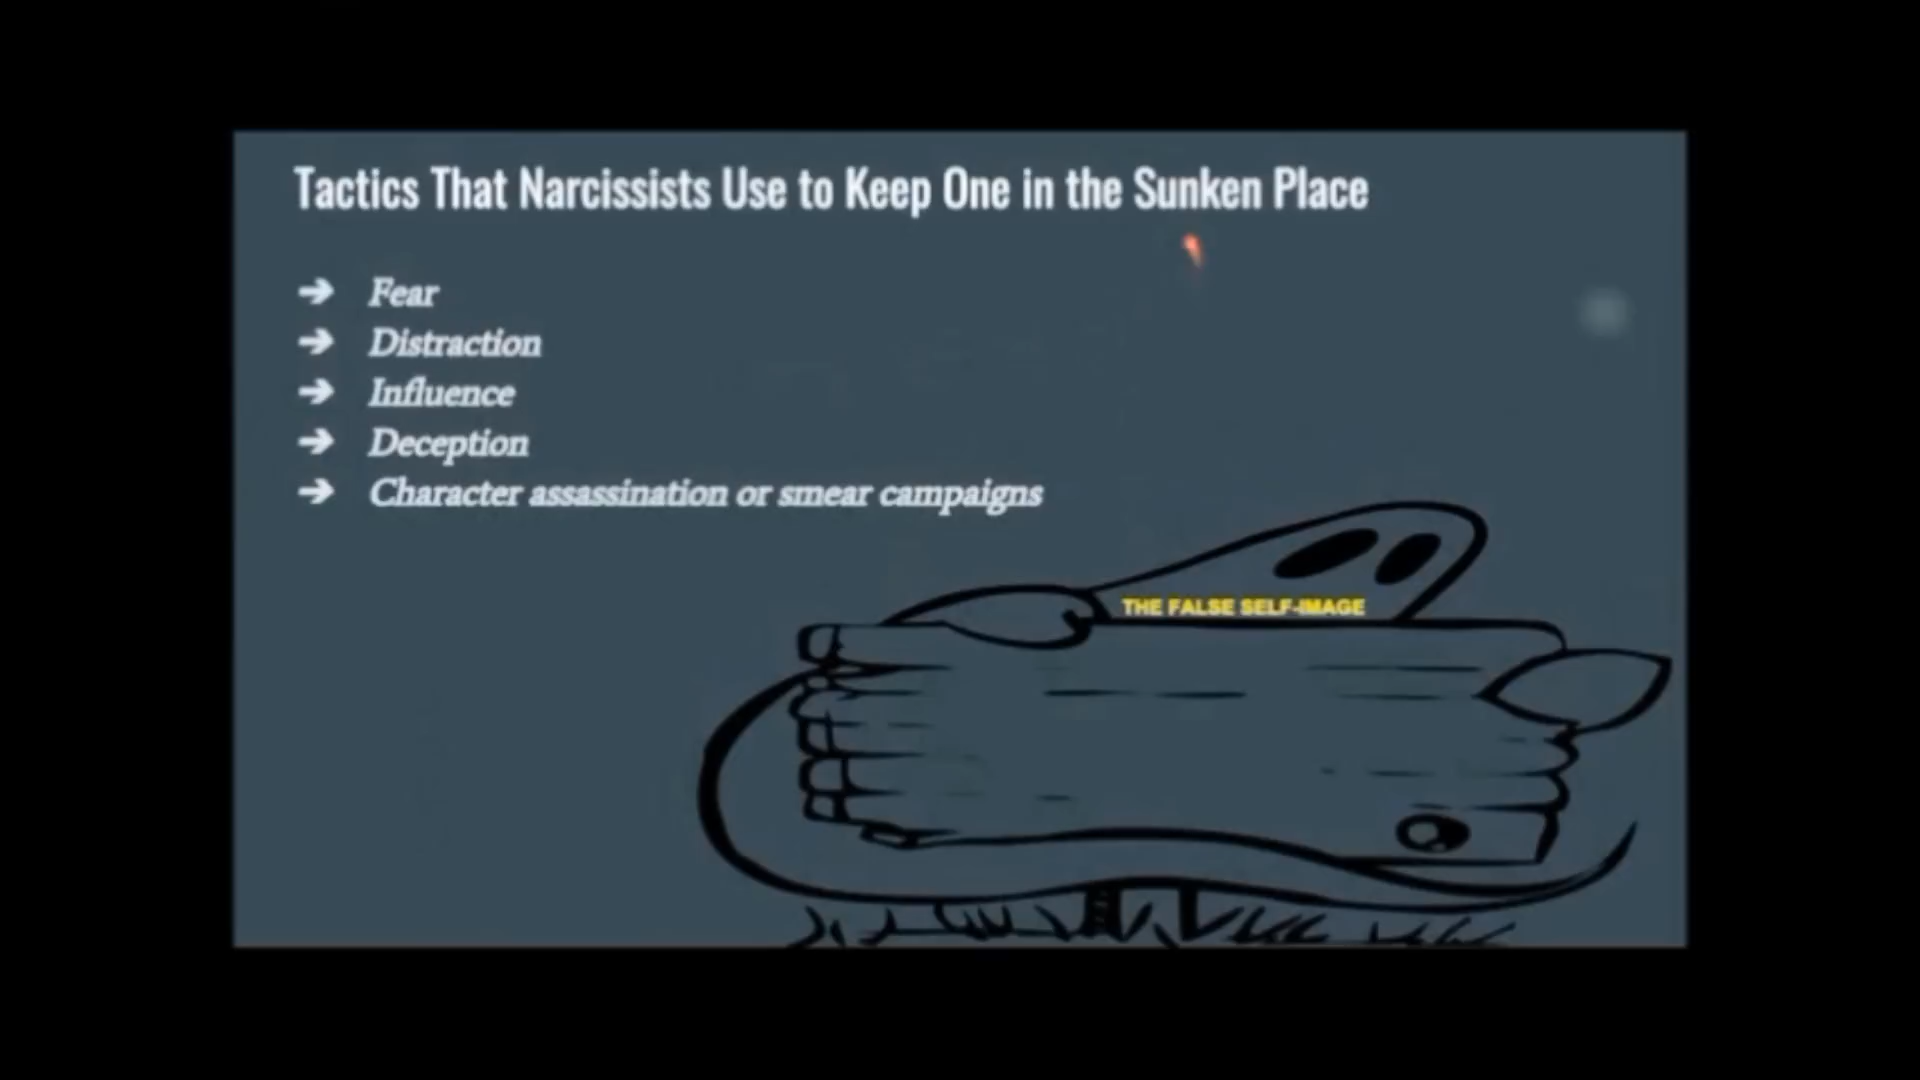 Tactics That Narcissists Use to Keep One in the Sunken Place
➔ Fear
➔ Distraction
➔ Influence
➔ Deception
➔ Character assassination or smear campaigns
THE FALSE SELF-IMAGE